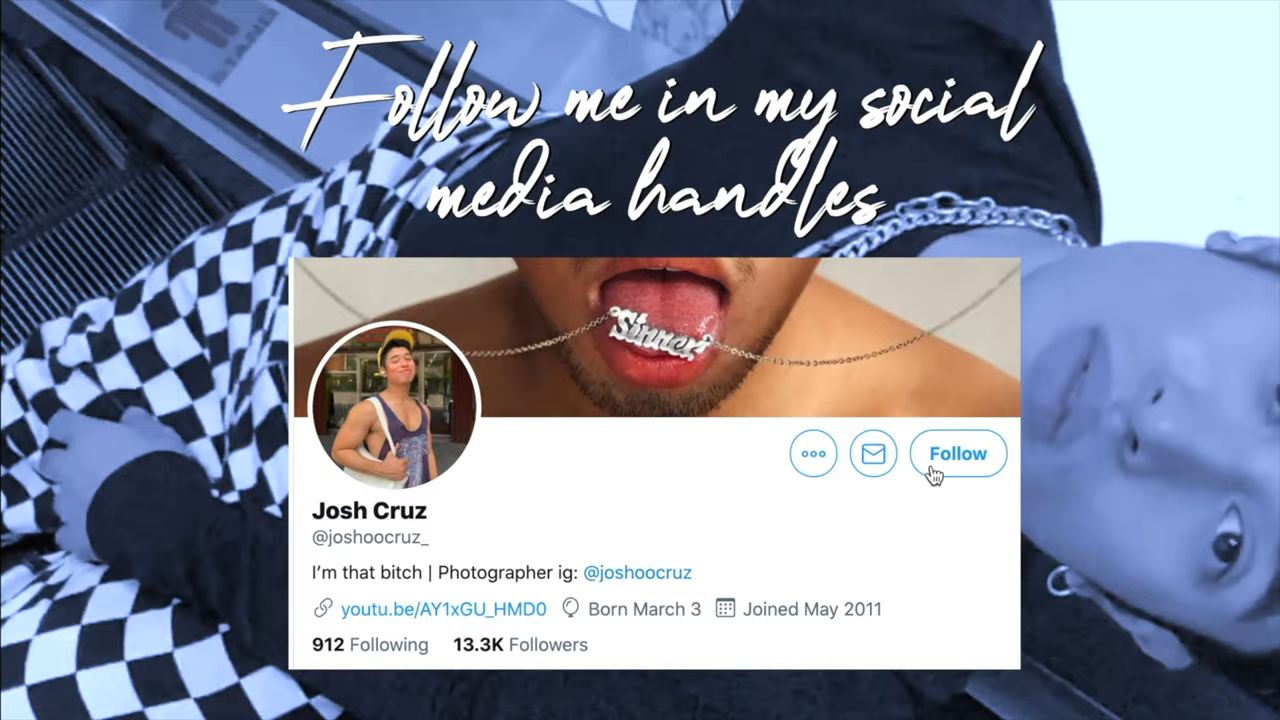 Follow me in my social
media handles
Sinner
Follow
Josh Cruz
@joshoocruz_
I'm that bitch | Photographer ig: @joshoocruz
youtu.be/AY1xGU_HMD0 Born March 3 Joined May 2011
912 Following 13.3K Followers